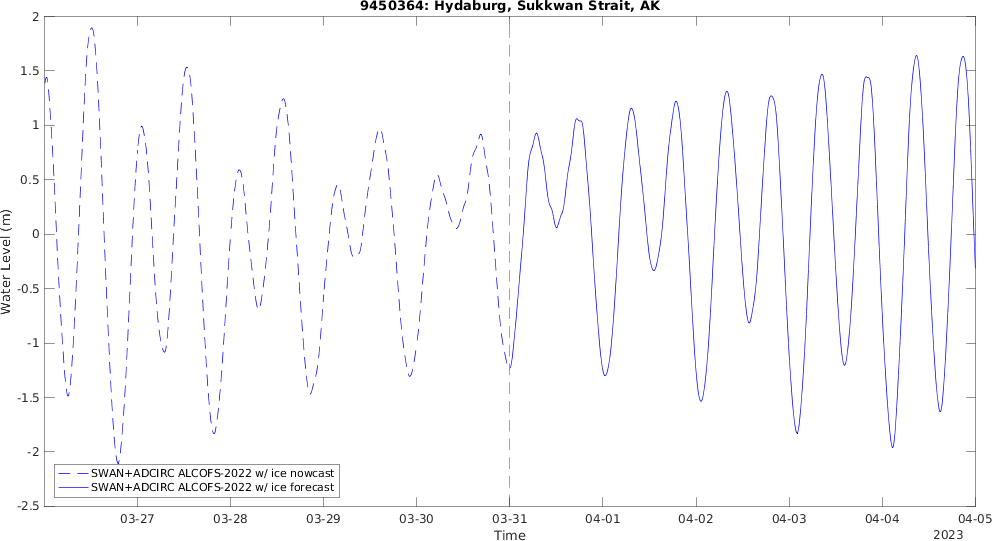 9450364: Hydaburg, Sukkwan Strait, AK
Water Level (m)
2
1.5
1
0.5
0
-0.5
-1
-1.5
-2
-2.5
SWAN+ADCIRC ALCOFS-2022 w/ ice nowcast
SWAN+ADCIRC ALCOFS-2022 w/ ice forecast
03-27 03-28 03-29 03-30 03-31 04-01 04-02 04-03 04-04 04-05
Time
2023